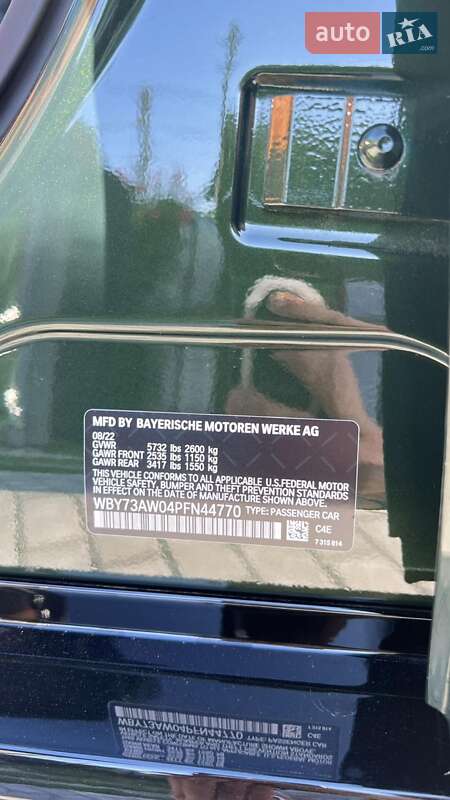 auto RIA .com
MFD BY BAYERISCHE MOTOREN WERKE AG
08/22
GVWR 5732 lbs 2600 kg
GAWR FRONT 2535 lbs 1150 kg
GAWR REAR 3417 lbs 1550 kg
THIS VEHICLE CONFORMS TO ALL APPLICABLE U.S.FEDERAL MOTOR
VEHICLE SAFETY, BUMPER AND THEFT PREVENTION STANDARDS
IN EFFECT ON THE DATE OF MANUFACTURE SHOWN ABOVE.
WBY73AW04PFN44770 TYPE: PASSENGER CAR
C4E
7 315 814